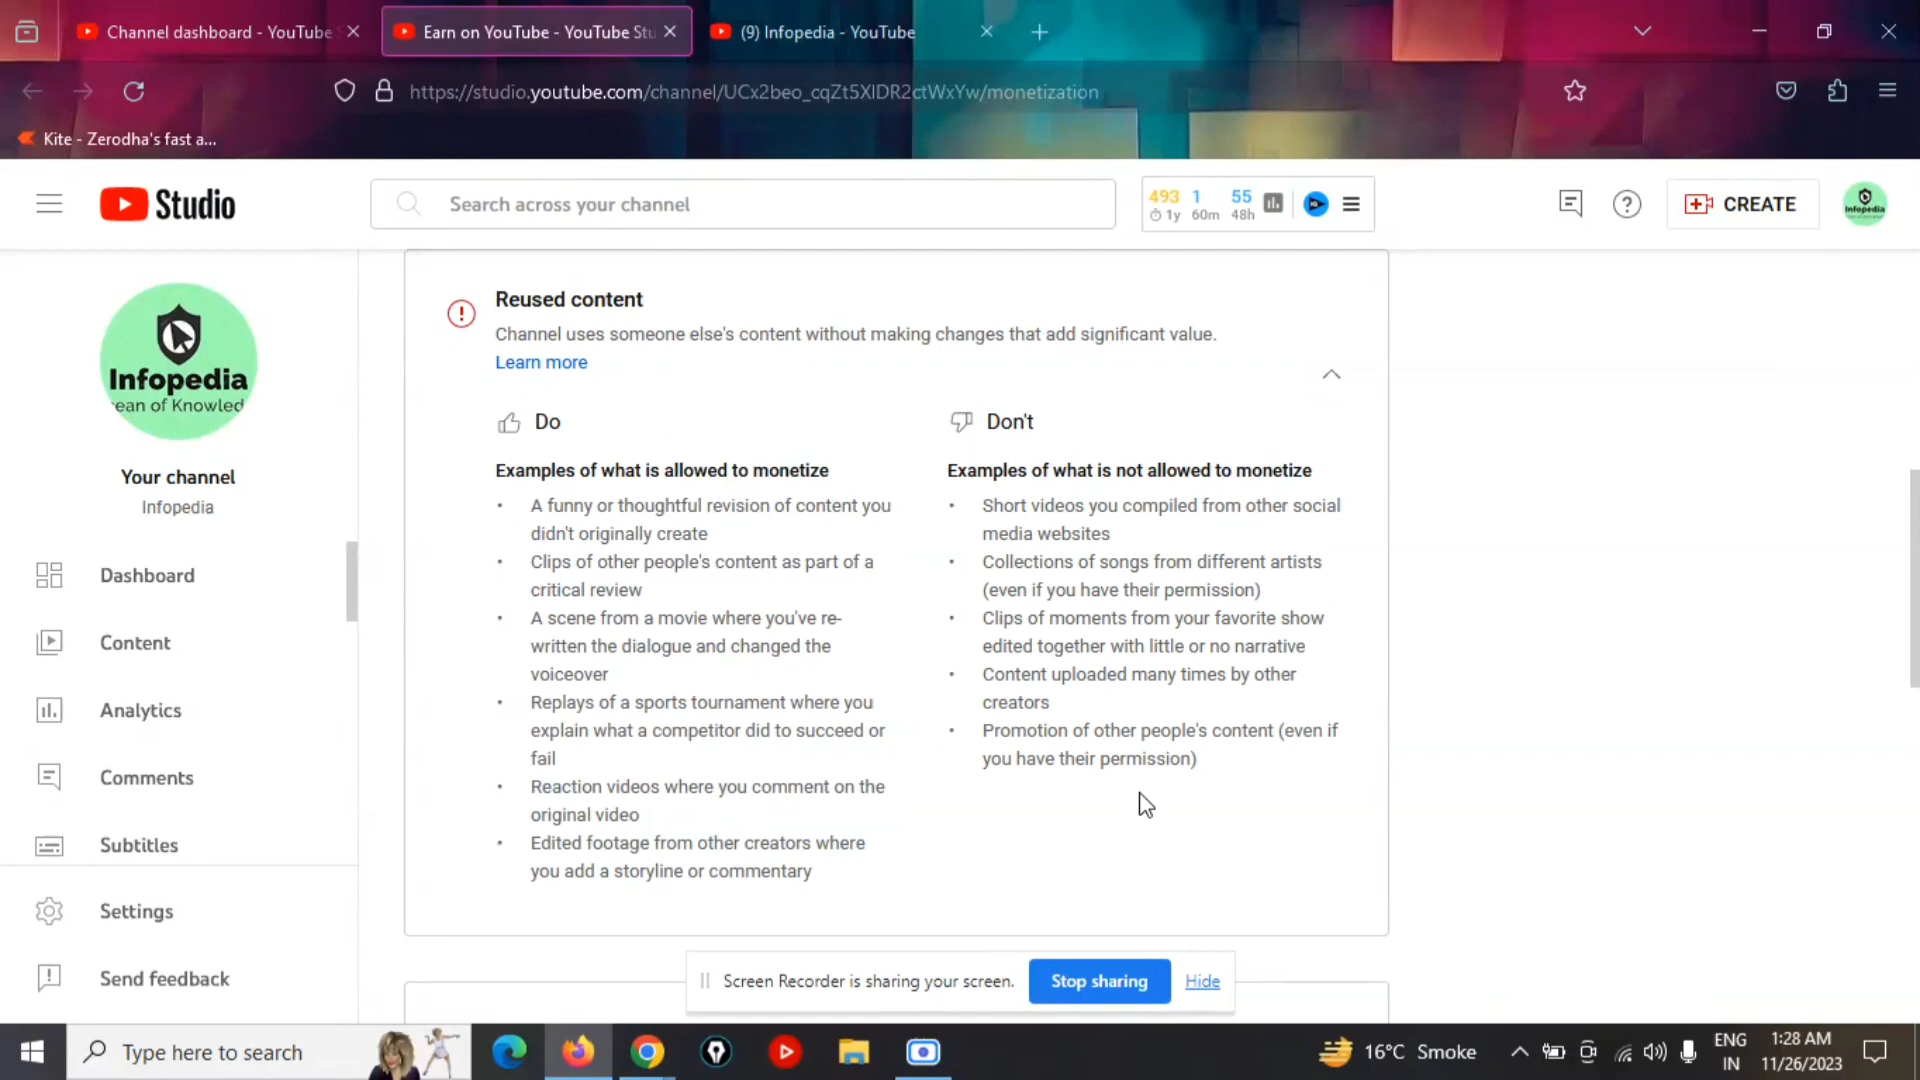 Channel dashboard - YouTube S
Earn on YouTube - YouTube Stu
(9) Infopedia - YouTube
https://studio.youtube.com/channel/UCx2beo_cqZt5XlDR2ctWxYw/monetization
Kite - Zerodha's fast a...
Studio
Search across your channel
493 1 55
1y 60m 48h
CREATE
Infopedia
Infopedia
ean of Knowled
Your channel
Infopedia
Dashboard
Content
Analytics
Comments
Subtitles
Settings
Send feedback
Reused content
Channel uses someone else's content without making changes that add significant value.
Learn more
Do
Examples of what is allowed to monetize
• A funny or thoughtful revision of content you
didn't originally create
• Clips of other people's content as part of a
critical review
• A scene from a movie where you've re-
written the dialogue and changed the
voiceover
• Replays of a sports tournament where you
explain what a competitor did to succeed or
fail
• Reaction videos where you comment on the
original video
• Edited footage from other creators where
you add a storyline or commentary
Don't
Examples of what is not allowed to monetize
• Short videos you compiled from other social
media websites
• Collections of songs from different artists
(even if you have their permission)
• Clips of moments from your favorite show
edited together with little or no narrative
• Content uploaded many times by other
creators
• Promotion of other people's content (even if
you have their permission)
Screen Recorder is sharing your screen.
Stop sharing
Hide
Type here to search
16°C Smoke
ENG
IN
1:28 AM
11/26/2023